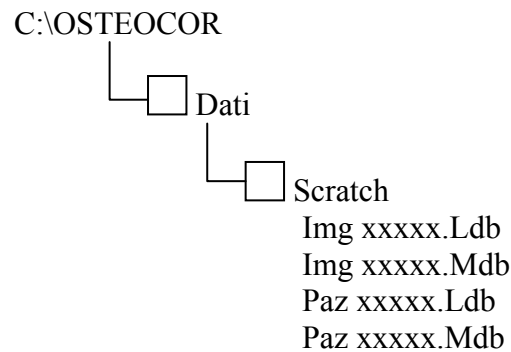 C:\OSTEOCOR
Dati
Scratch
Img xxxxx.Ldb
Img xxxxx.Mdb
Paz xxxxx.Ldb
Paz xxxxx.Mdb